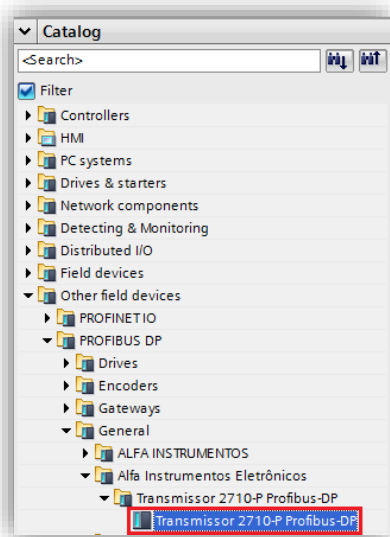 Catalog
<Search>
Filter
Controllers
HMI
PC systems
Drives & starters
Network components
Detecting & Monitoring
Distributed I/O
Field devices
Other field devices
PROFINET IO
PROFIBUS DP
Drives
Encoders
Gateways
General
ALFA INSTRUMENTOS
Alfa Instrumentos Eletrônicos
Transmissor 2710-P Profibus-DP
Transmissor 2710-P Profibus-DP